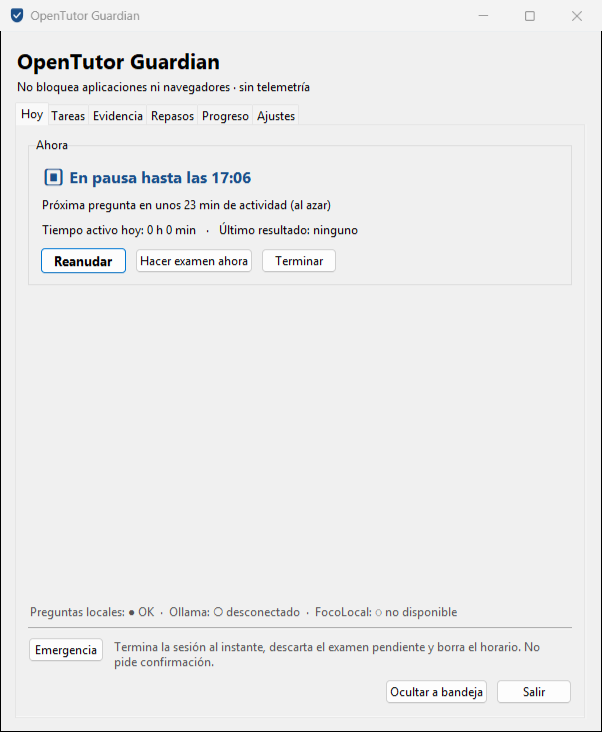 OpenTutor Guardian
OpenTutor Guardian
No bloquea aplicaciones ni navegadores · sin telemetría
Hoy Tareas Evidencia Repasos Progreso Ajustes
Ahora
En pausa hasta las 17:06
Próxima pregunta en unos 23 min de actividad (al azar)
Tiempo activo hoy: 0 h 0 min · Último resultado: ninguno
Reanudar Hacer examen ahora Terminar
Preguntas locales: ● OK · Ollama: ○ desconectado · FocoLocal: ○ no disponible
Emergencia Termina la sesión al instante, descarta el examen pendiente y borra el horario. No
pide confirmación.
Ocultar a bandeja Salir